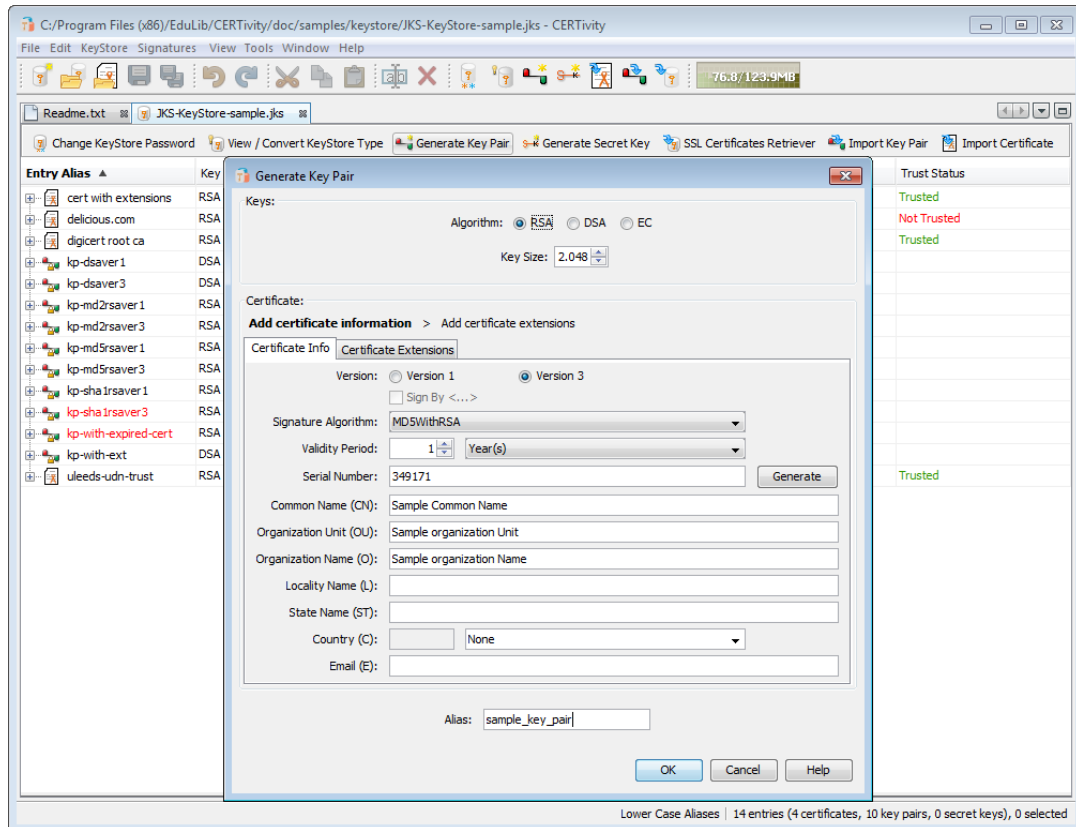 C:/Program Files (x86)/EduLib/CERTivity/doc/samples/keystore/JKS-KeyStore-sample.jks - CERTivity
File Edit KeyStore Signatures View Tools Window Help
76.8/123.9MB
Readme.txt JKS-KeyStore-sample.jks
Change KeyStore Password View / Convert KeyStore Type Generate Key Pair Generate Secret Key SSL Certificates Retriever Import Key Pair Import Certificate
Entry Alias Key Trust Status
cert with extensions RSA Trusted
delicious.com RSA Not Trusted
digicert root ca RSA Trusted
kp-dsaver1 DSA
kp-dsaver3 DSA
kp-md2rsaver1 RSA
kp-md2rsaver3 RSA
kp-md5rsaver1 RSA
kp-md5rsaver3 RSA
kp-sha1rsaver1 RSA
kp-sha1rsaver3 RSA
kp-with-expired-cert RSA
kp-with-ext DSA
uleeds-udn-trust RSA Trusted
Generate Key Pair
Keys:
Algorithm: RSA DSA EC
Key Size: 2.048
Certificate:
Add certificate information > Add certificate extensions
Certificate Info Certificate Extensions
Version: Version 1 Version 3
Sign By <...>
Signature Algorithm: MD5WithRSA
Validity Period: 1 Year(s)
Serial Number: 349171 Generate
Common Name (CN): Sample Common Name
Organization Unit (OU): Sample organization Unit
Organization Name (O): Sample organization Name
Locality Name (L):
State Name (ST):
Country (C): None
Email (E):
Alias: sample_key_pair
OK Cancel Help
Lower Case Aliases 14 entries (4 certificates, 10 key pairs, 0 secret keys), 0 selected